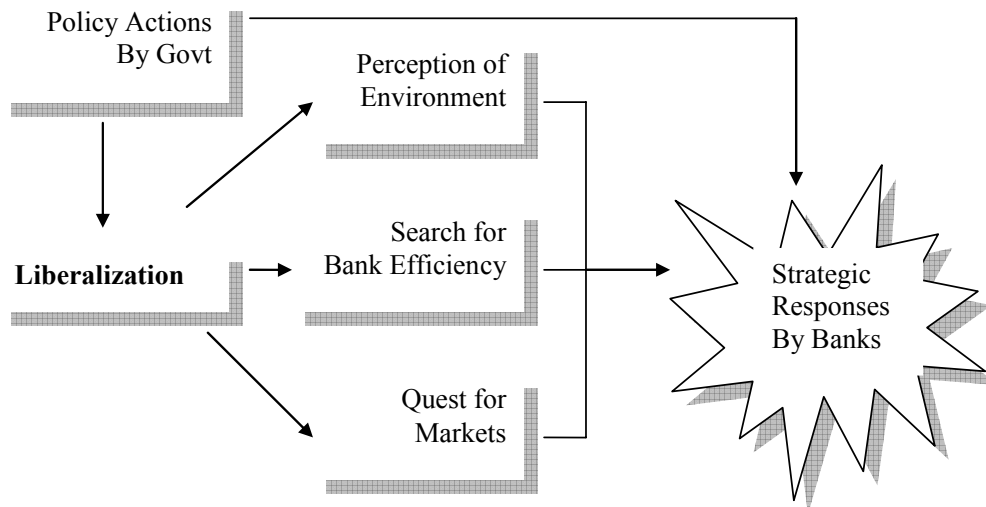 Policy Actions
By Govt
Perception of
Environment
Search for
Bank Efficiency
Liberalization
Strategic
Responses
By Banks
Quest for
Markets